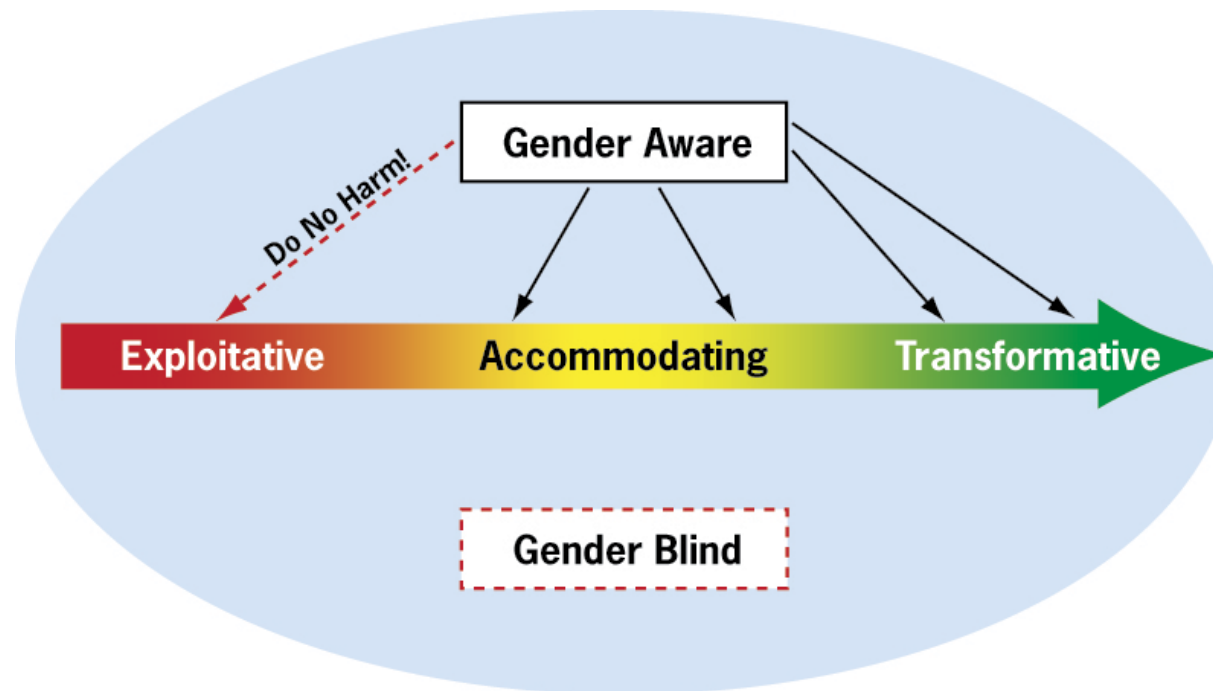 Gender Aware
Do No Harm!
Exploitative
Accommodating
Transformative
Gender Blind